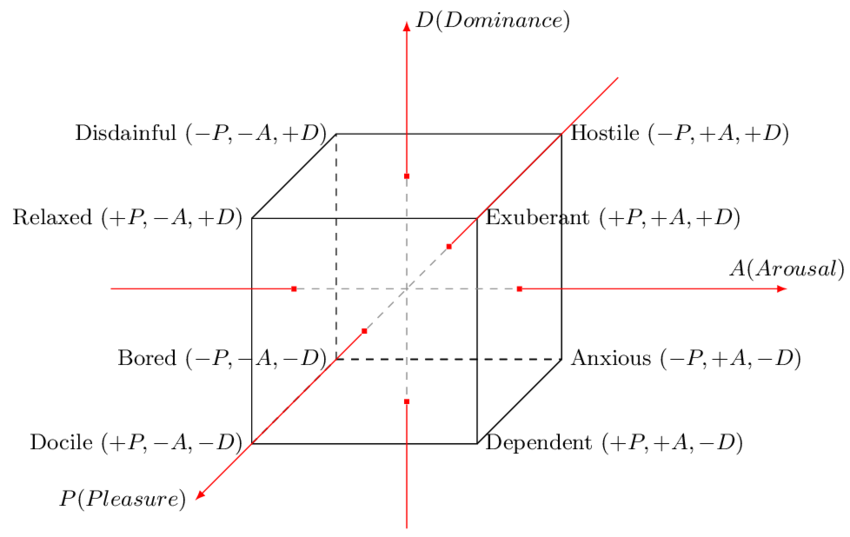 D(Dominance)
Disdainful (−P, −A, +D)
Hostile (−P, +A, +D)
Relaxed (+P, −A, +D)
Exuberant (+P, +A, +D)
A(Arousal)
Bored (−P, −A, −D)
Anxious (−P, +A, −D)
Docile (+P, −A, −D)
Dependent (+P, +A, −D)
P(Pleasure)